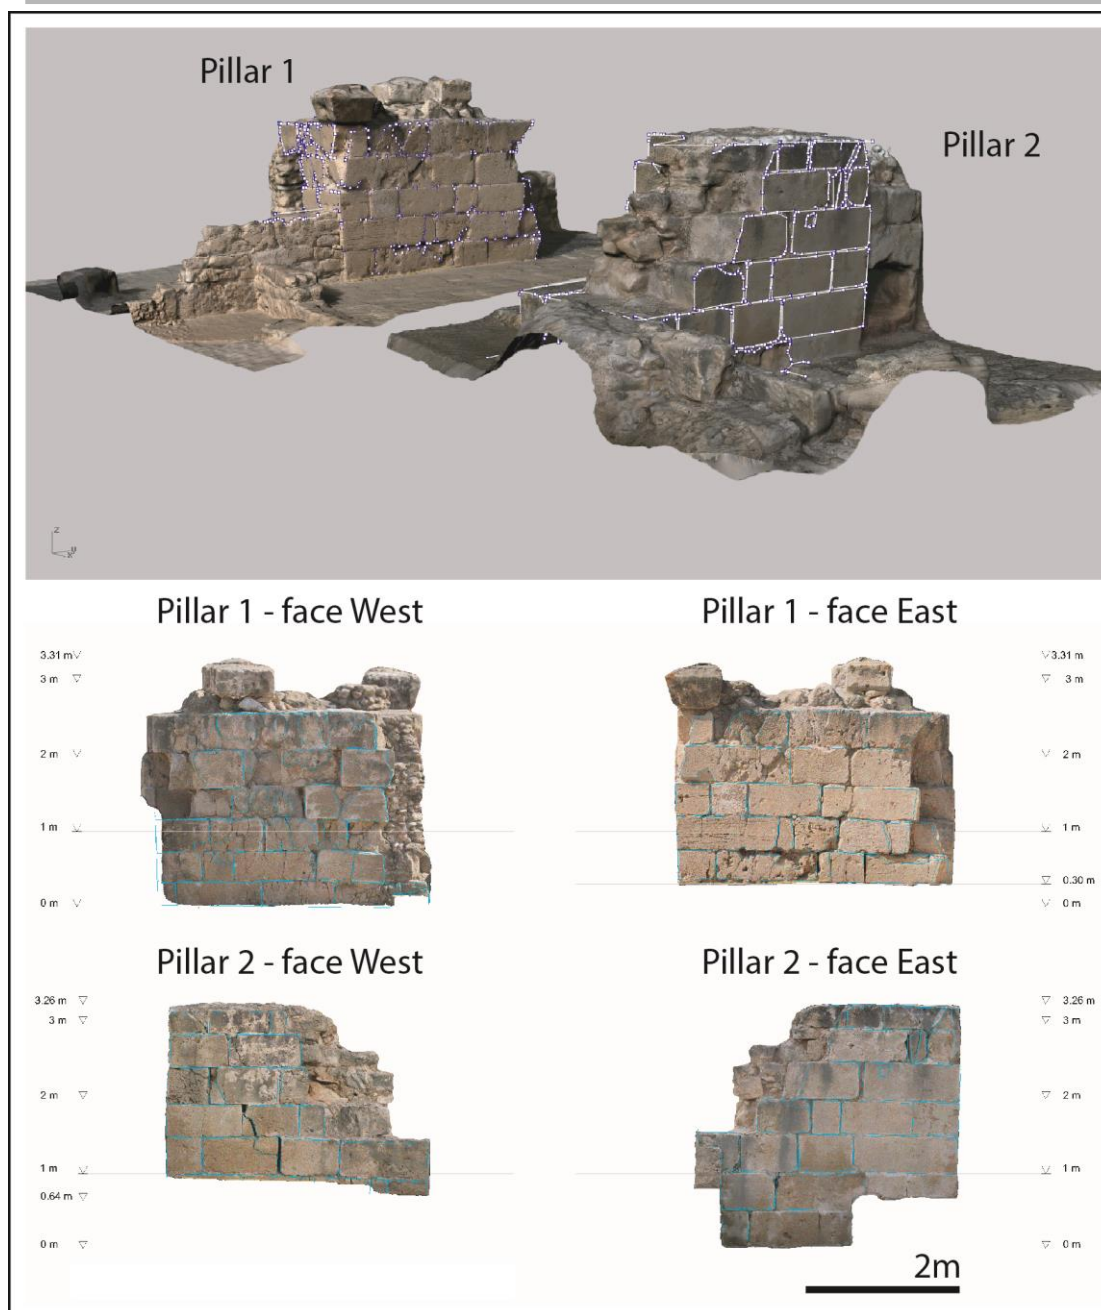 Pillar 1
Pillar 2
z
y
x
Pillar 1 - face West
Pillar 1 - face East
3.31 m
3 m
2 m
1 m
0 m
3.31 m
3 m
2 m
1 m
0.30 m
0 m
Pillar 2 - face West
Pillar 2 - face East
3.26 m
3 m
2 m
1 m
0.64 m
0 m
3.26 m
3 m
2 m
1 m
0 m
2m